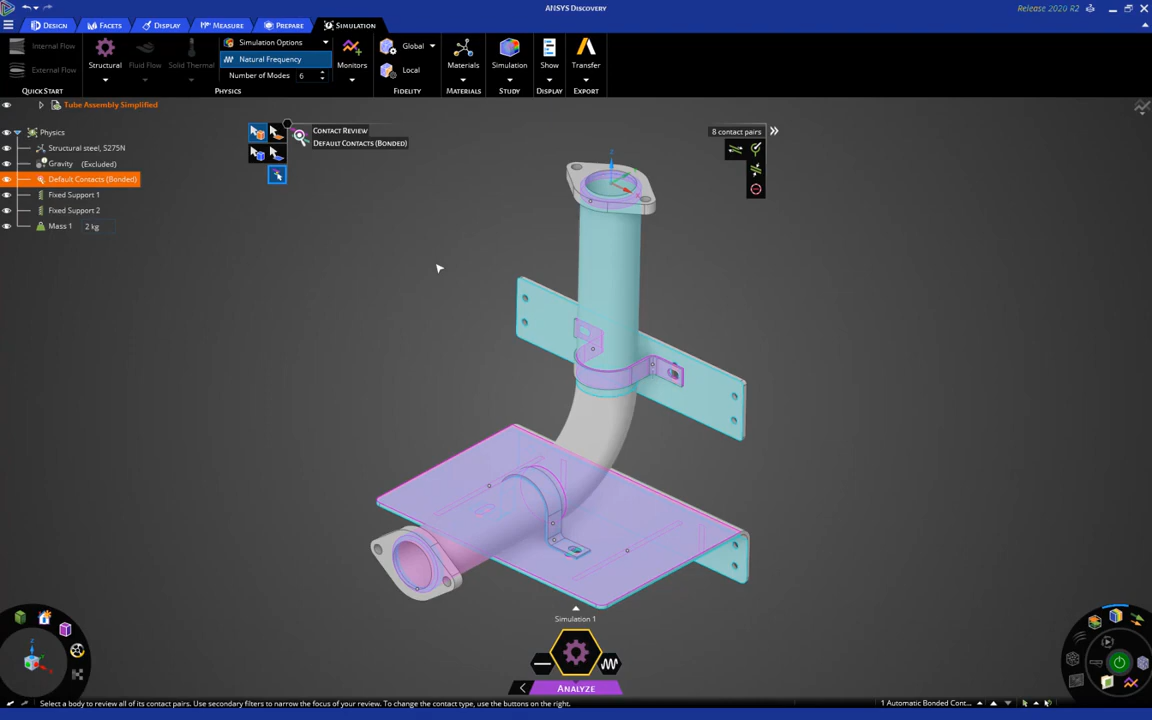 ANSYS Discovery
Release 2020 R2
DESIGN
FACETS
DISPLAY
MEASURE
PREPARE
SIMULATION
Internal Flow
External Flow
QUICK START
Structural
Fluid Flow
Solid Thermal
Simulation Options
Natural Frequency
Number of Modes 6
PHYSICS
Monitors
Global
Local
FIDELITY
Materials
MATERIALS
Simulation
STUDY
Show
DISPLAY
Transfer
EXPORT
Tube Assembly Simplified
Physics
Structural steel, S275N
Gravity (Excluded)
Default Contacts (Bonded)
Fixed Support 1
Fixed Support 2
Mass 1 2 kg
CONTACT REVIEW
DEFAULT CONTACTS (BONDED)
8 contact pairs
Z
Simulation 1
ANALYZE
Z
Select a body to review all of its contact pairs. Use secondary filters to narrow the focus of your review. To change the contact type, use the buttons on the right.
1 Automatic Bonded Cont...